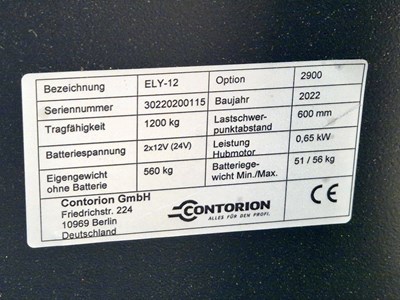 Bezeichnung ELY-12 Option 2900
Seriennummer 30220200115 Baujahr 2022
Tragfähigkeit 1200 kg Lastschwer-
punktabstand 600 mm
Batteriespannung 2x12V (24V) Leistung
Hubmotor 0,65 kW
Eigengewicht
ohne Batterie 560 kg Batteriege-
wicht Min./Max. 51 / 56 kg
Contorion GmbH
Friedrichstr. 224
10969 Berlin
Deutschland
CONTORION
ALLES FÜR DEN PROFI.
CE